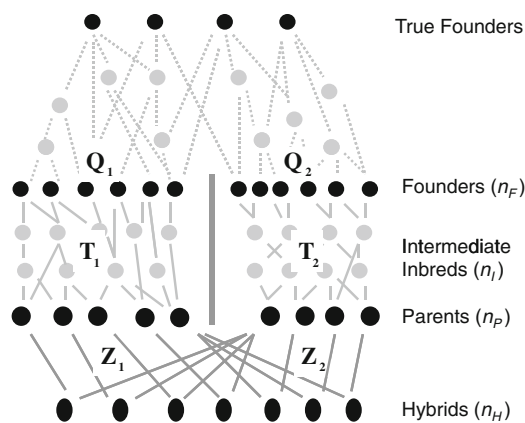 True Founders
Q1 Q2
Founders (nF)
T1 T2
Intermediate
Inbreds (nI)
Parents (nP)
Z1 Z2
Hybrids (nH)